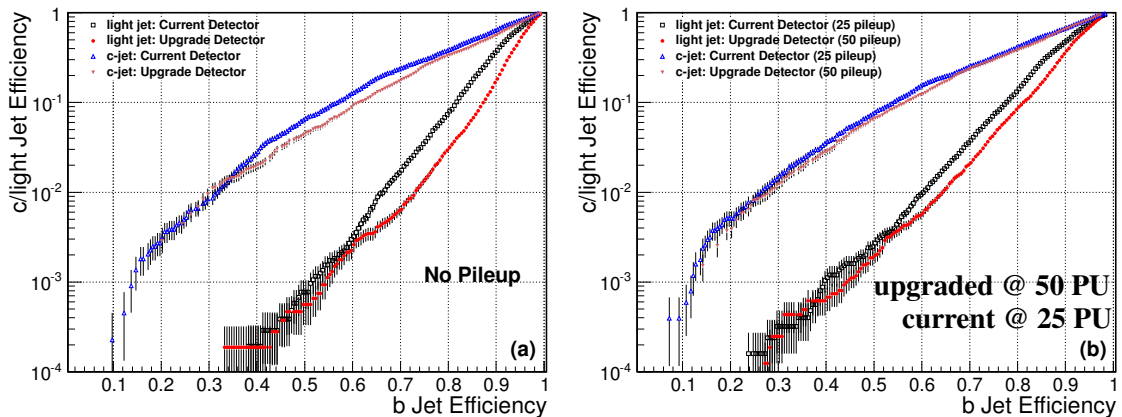 c/light Jet Efficiency
1
10-1
10-2
10-3
10-4
light jet: Current Detector
light jet: Upgrade Detector
c-jet: Current Detector
c-jet: Upgrade Detector
No Pileup
(a)
0.1 0.2 0.3 0.4 0.5 0.6 0.7 0.8 0.9 1
b Jet Efficiency
c/light Jet Efficiency
1
10-1
10-2
10-3
10-4
light jet: Current Detector (25 pileup)
light jet: Upgrade Detector (50 pileup)
c-jet: Current Detector (25 pileup)
c-jet: Upgrade Detector (50 pileup)
upgraded @ 50 PU
current @ 25 PU
(b)
0.1 0.2 0.3 0.4 0.5 0.6 0.7 0.8 0.9 1
b Jet Efficiency